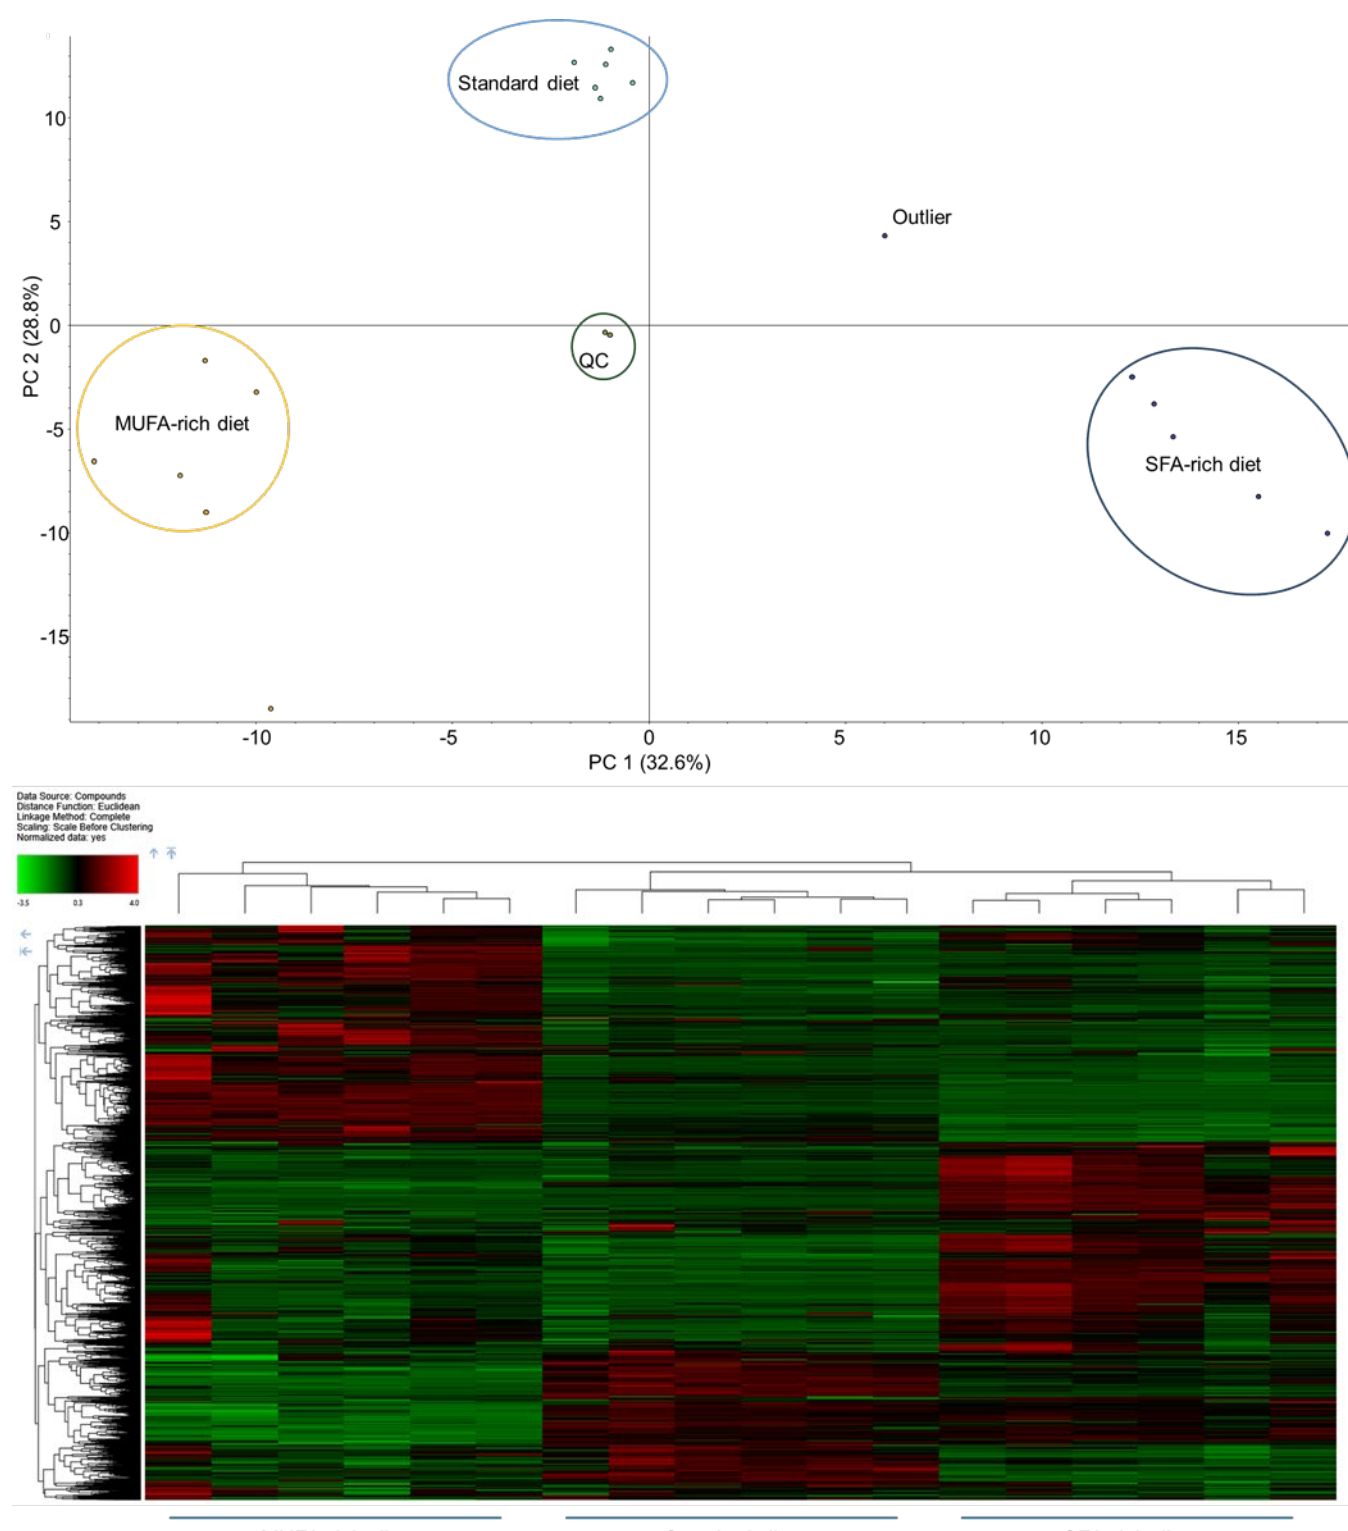 0
Standard diet
10
Outlier
5
0
QC
PC 2 (28.8%)
MUFA-rich diet
-5
SFA-rich diet
-10
-15
-10
-5
0
5
10
15
PC 1 (32.6%)
Data Source: Compounds
Distance Function: Euclidean
Linkage Method: Complete
Scaling: Scale Before Clustering
Normalized data: yes
-3.5
0.3
4.0